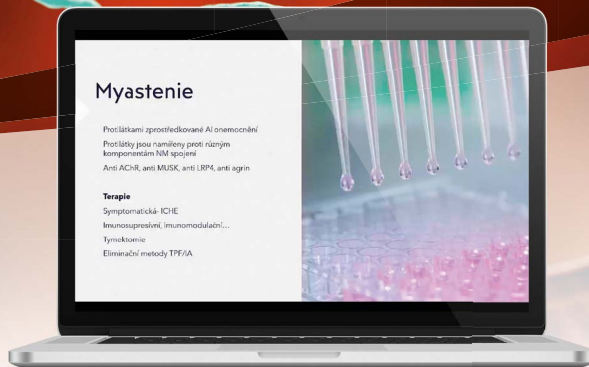 Myastenie
Protilátkami zprostředkované AI onemocnění
Protilátky jsou namířeny proti různým
komponentám NM spojení
Anti AChR, anti MUSK, anti LRP4, anti agrin
Terapie
Symptomatická- ICHE
Imunosupresívní, imunomodulační...
Tymektomie
Eliminační metody TPF/IA